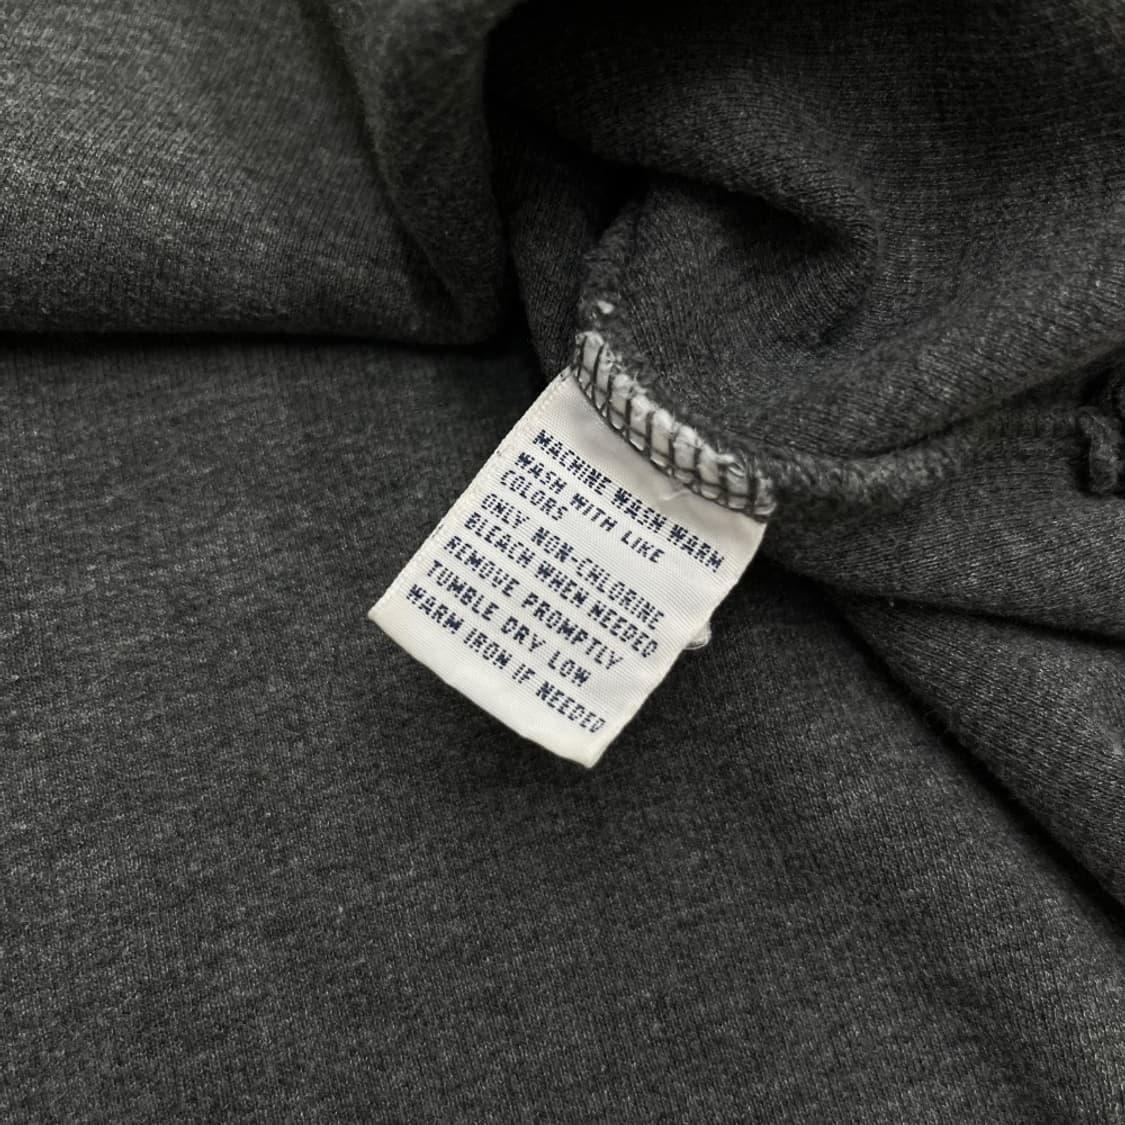 MACHINE WASH WARM
WASH WITH LIKE
COLORS
ONLY NON-CHLORINE
BLEACH WHEN NEEDED
REMOVE PROMPTLY
TUMBLE DRY LOW
WARM IRON IF NEEDED